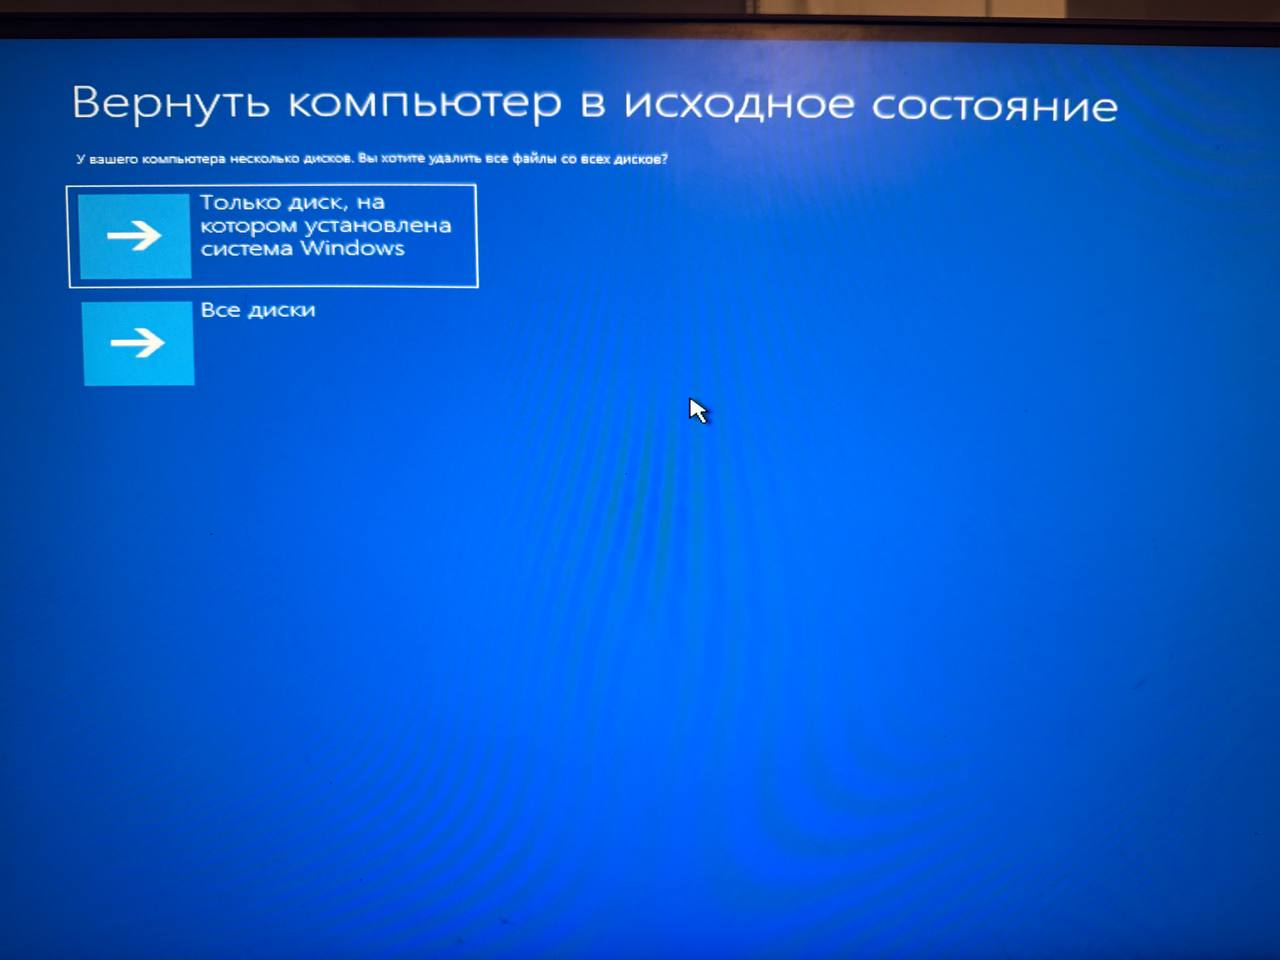 Вернуть компьютер в исходное состояние
У вашего компьютера несколько дисков. Вы хотите удалить все файлы со всех дисков?
Только диск, на
котором установлена
система Windows
Все диски